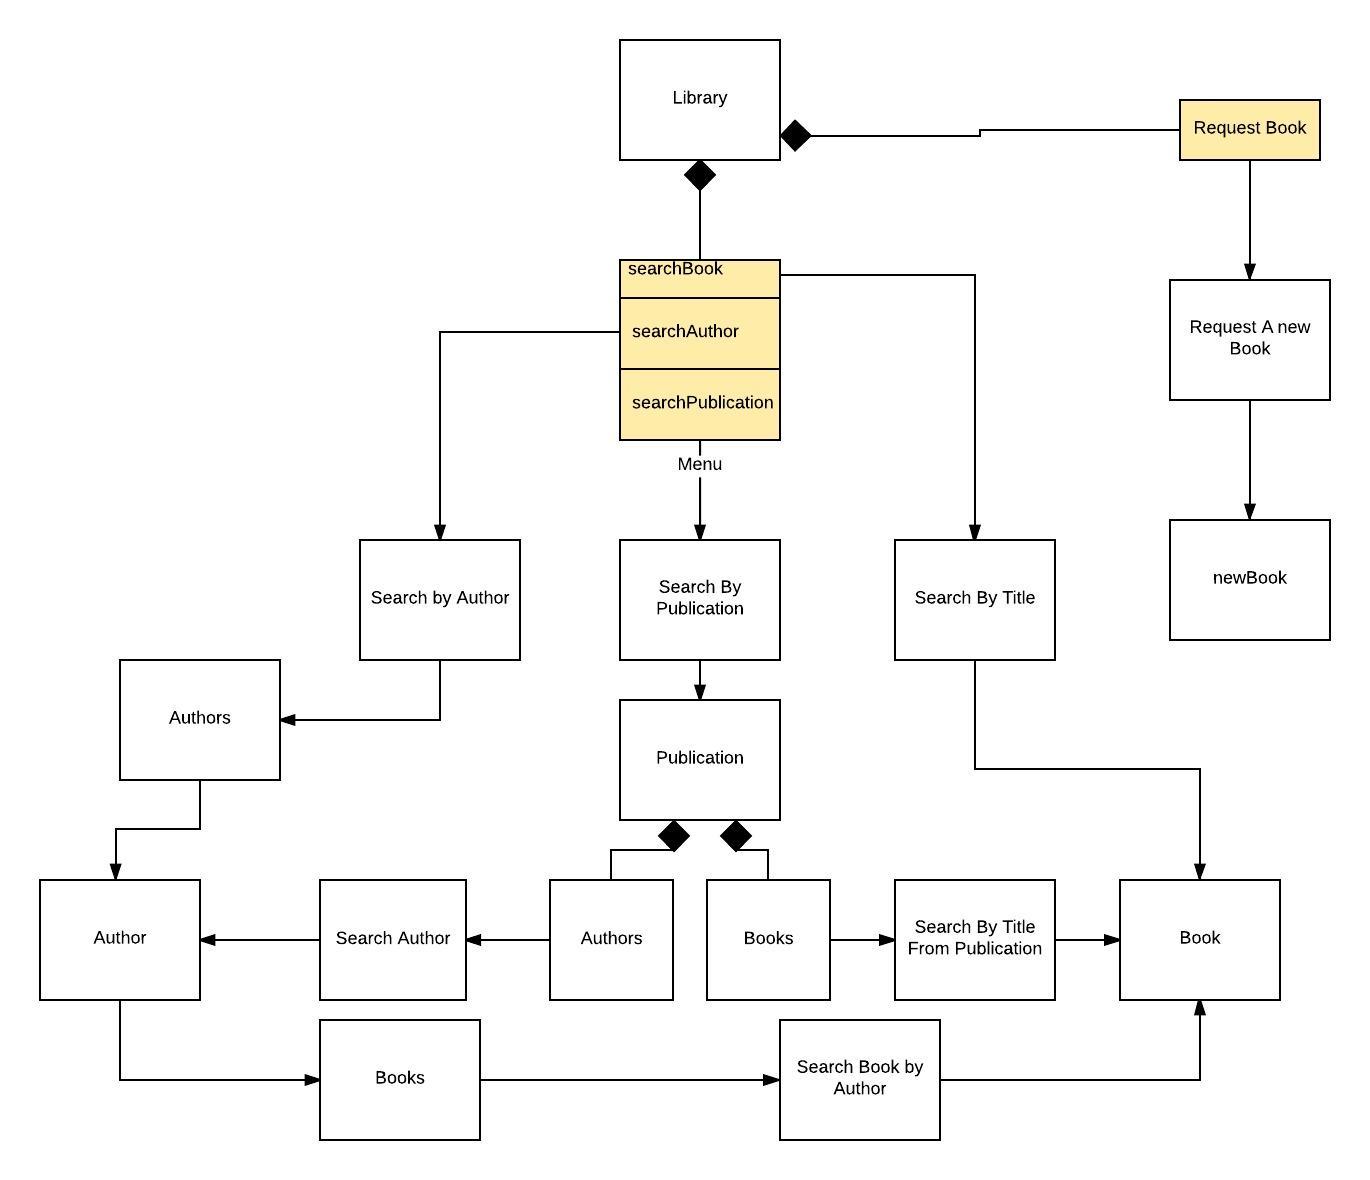 Library
Request Book
searchBook
searchAuthor
searchPublication
Request A new
Book
Menu
Search by Author
Search By
Publication
Search By Title
newBook
Authors
Publication
Author
Search Author
Authors
Books
Search By Title
From Publication
Book
Books
Search Book by
Author